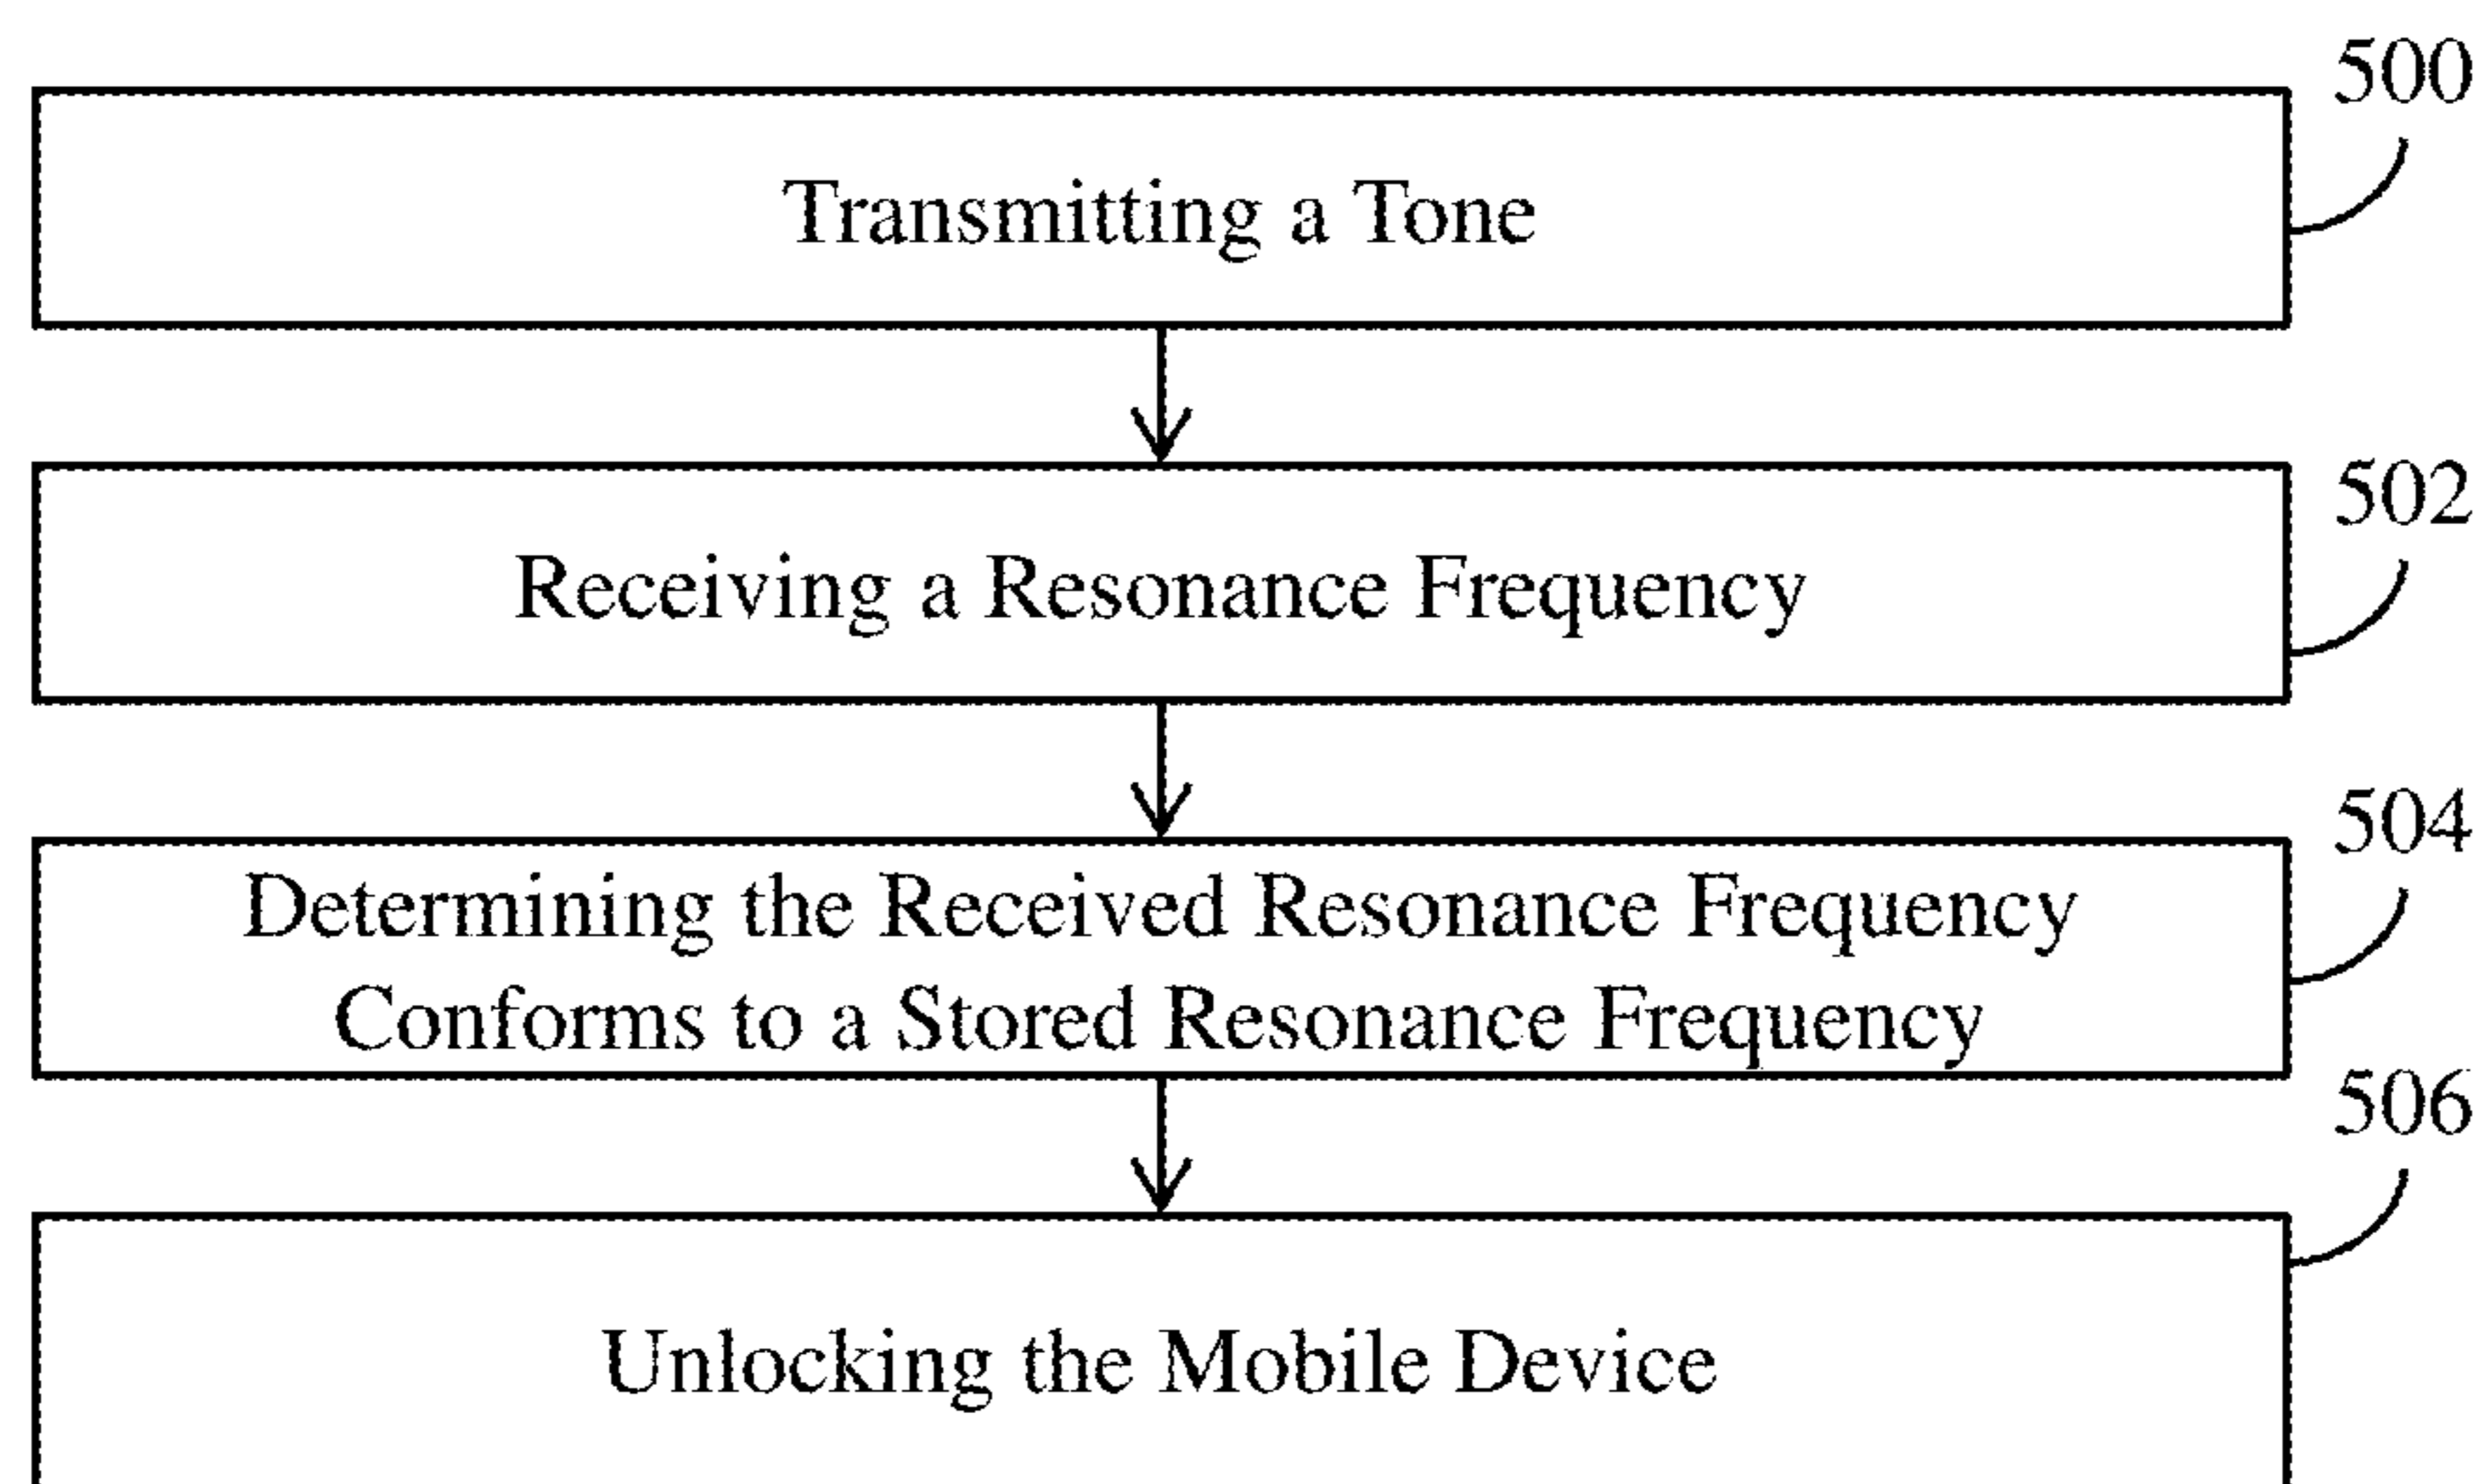 500
Transmitting a Tone
502
Receiving a Resonance Frequency
504
Determining the Received Resonance Frequency
Conforms to a Stored Resonance Frequency
506
Unlocking the Mobile Device